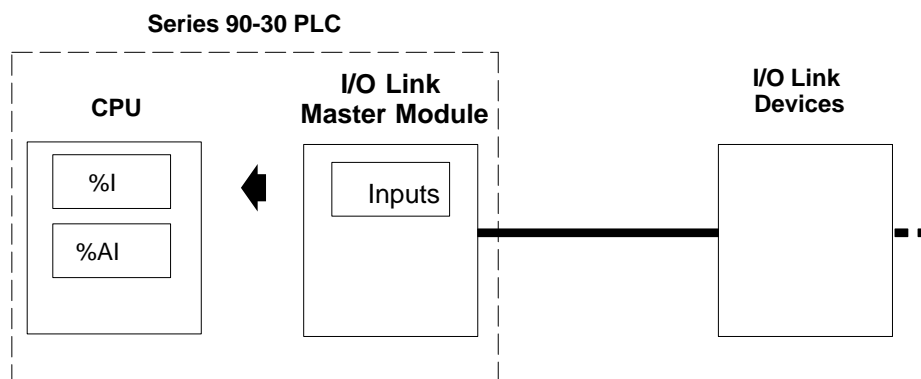 Series 90-30 PLC
CPU
%I
%AI
I/O Link
Master Module
Inputs
I/O Link
Devices